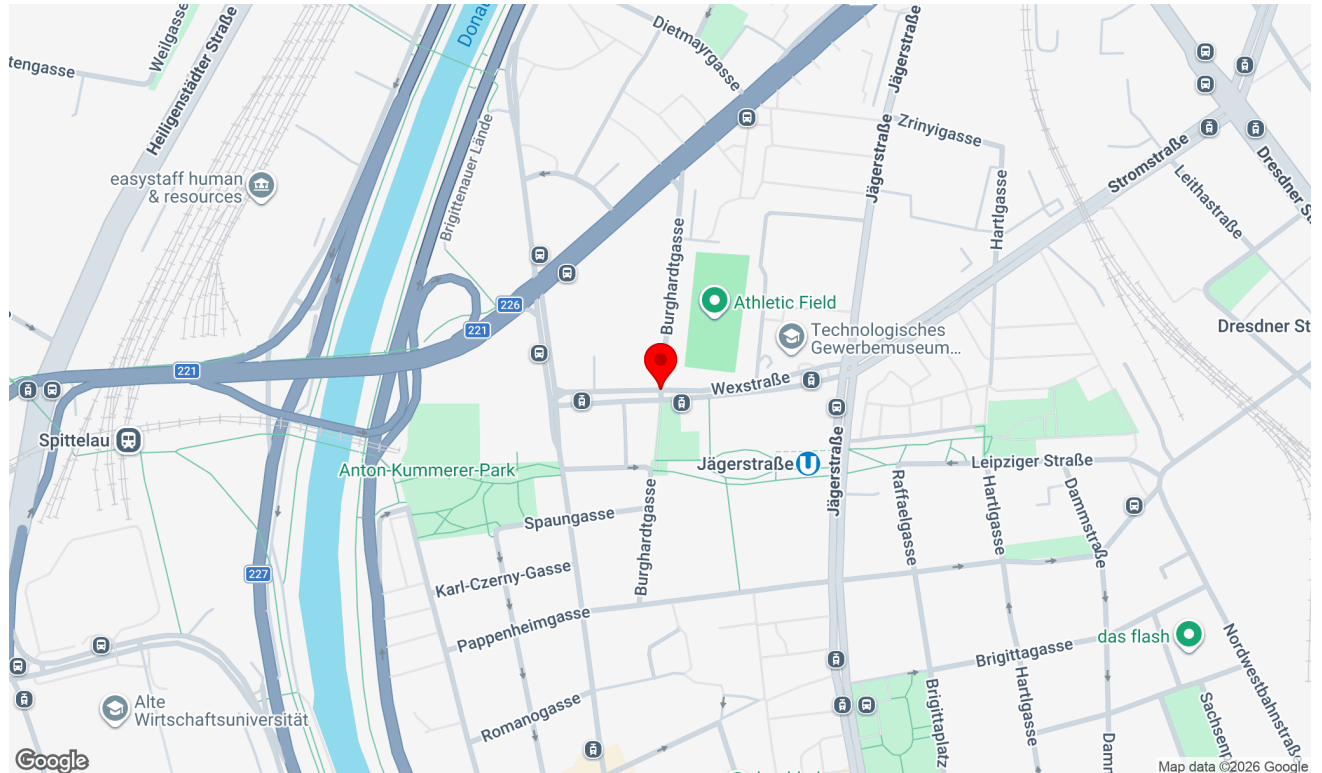 Weilgasse
Heiligenstädter Straße
Donau
Dietmayrgasse
Jägerstraße
Zrinyigasse
Stromstraße
Dresdner
Leithastraße
Hartlgasse
easystaff human
& resources
Brigittenauer Lände
Burghardtgasse
Jägerstraße
226
221
221
Athletic Field
Technologisches
Gewerbemuseum...
Dresdner St
Wexstraße
Spittelau
Anton-Kummerer-Park
Jägerstraße
U
Jägerstraße
Leipziger Straße
Raffaelgasse
Hartlgasse
Dammstraße
Spaungasse
Burghardtgasse
227
Karl-Czerny-Gasse
Pappenheimgasse
das flash
Brigittagasse
Nordwestbahnstraße
Alte
Wirtschaftsuniversität
Romanogasse
Brigittaplatz
Hartlgasse
Google
Map data ©2026 Google